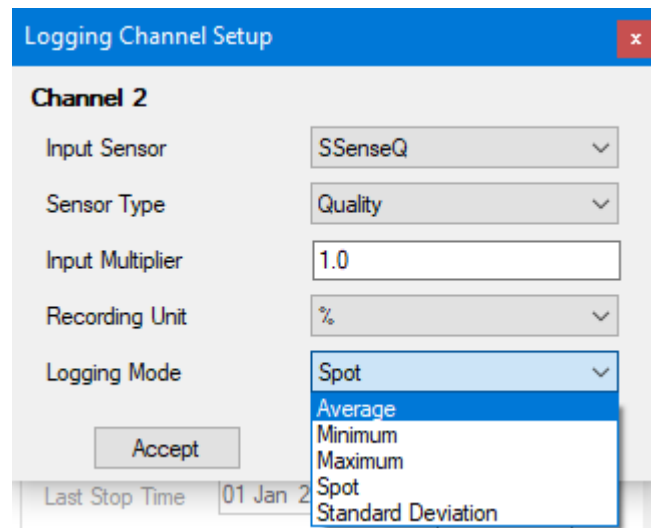 Logging Channel Setup x
Channel 2
Input Sensor SSenseQ
Sensor Type Quality
Input Multiplier 1.0
Recording Unit %
Logging Mode Spot
Average
Minimum
Accept
Maximum
Spot
Last Stop Time 01 Jan 2
Standard Deviation